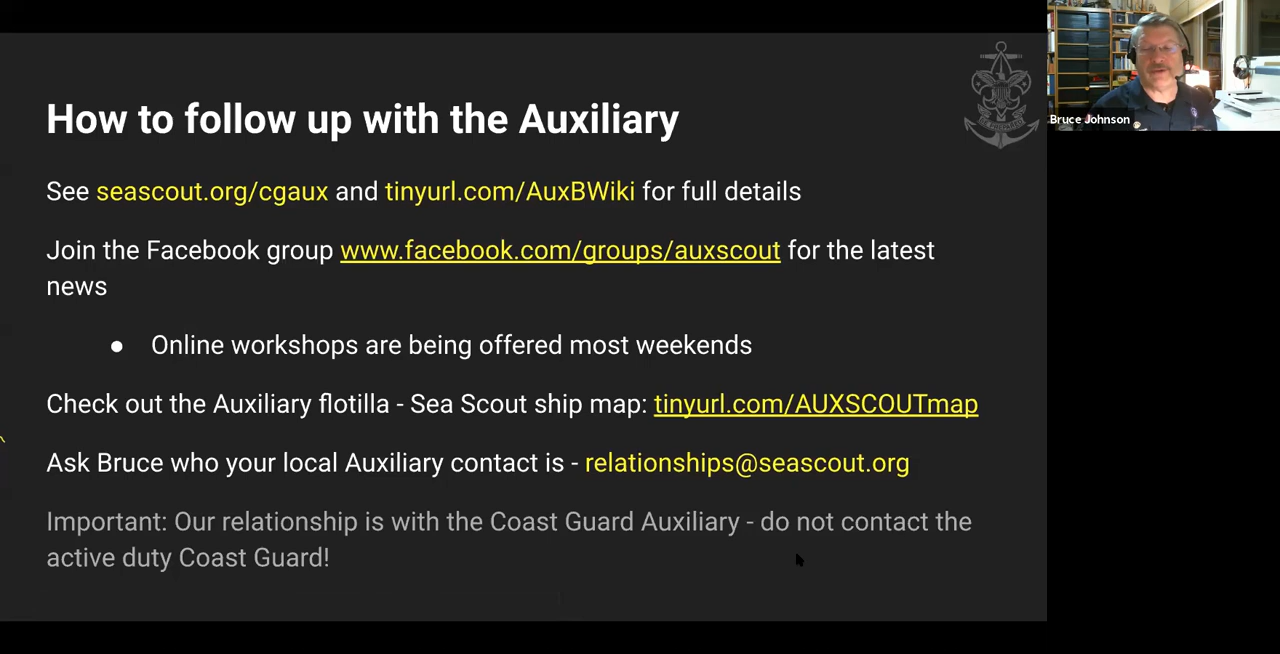 How to follow up with the Auxiliary
See seascout.org/cgaux and tinyurl.com/AuxBWiki for full details
Join the Facebook group www.facebook.com/groups/auxscout for the latest
news
● Online workshops are being offered most weekends
Check out the Auxiliary flotilla - Sea Scout ship map: tinyurl.com/AUXSCOUTmap
Ask Bruce who your local Auxiliary contact is - relationships@seascout.org
Important: Our relationship is with the Coast Guard Auxiliary - do not contact the
active duty Coast Guard!
Bruce Johnson